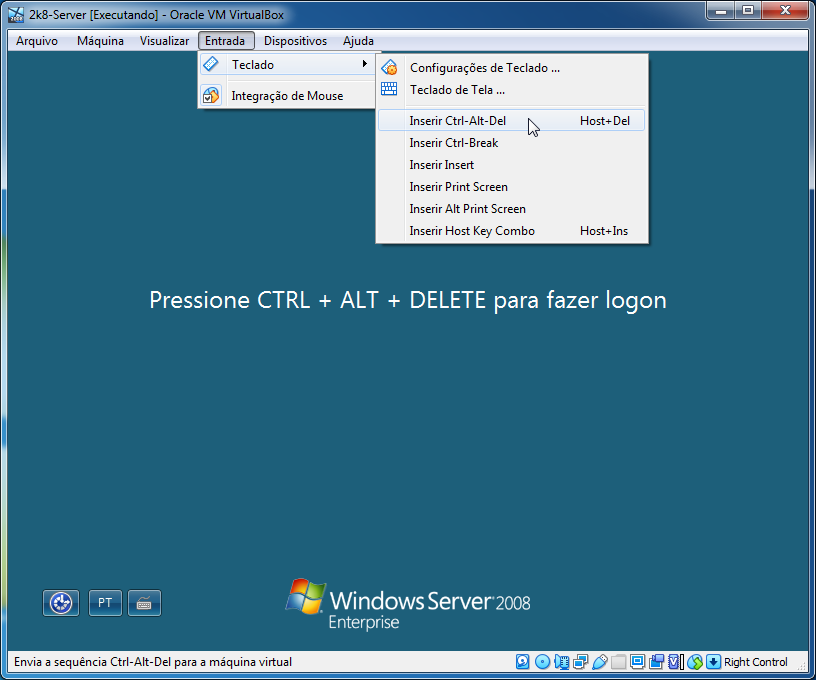 2k8-Server [Executando] - Oracle VM VirtualBox
Arquivo Máquina Visualizar Entrada Dispositivos Ajuda
Teclado
Integração de Mouse
Configurações de Teclado ...
Teclado de Tela ...
Inserir Ctrl-Alt-Del Host+Del
Inserir Ctrl-Break
Inserir Insert
Inserir Print Screen
Inserir Alt Print Screen
Inserir Host Key Combo Host+Ins
Pressione CTRL + ALT + DELETE para fazer logon
PT
Windows Server 2008
Enterprise
Envia a sequência Ctrl-Alt-Del para a máquina virtual Right Control